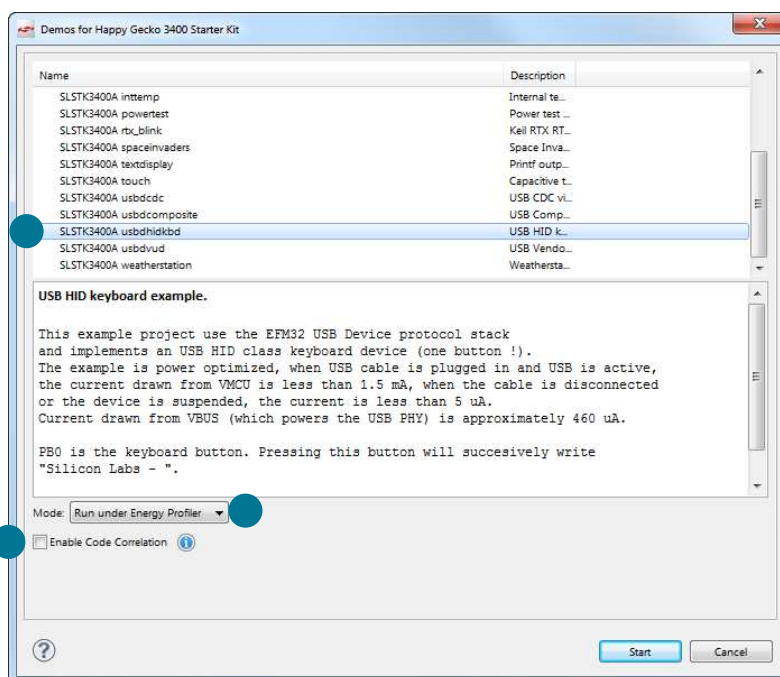 Demos for Happy Gecko 3400 Starter Kit
Name Description
SLSTK3400A inttemp Internal te...
SLSTK3400A powertest Power test ...
SLSTK3400A rtx_blink Keil RTX RT...
SLSTK3400A spaceinvaders Space Inva...
SLSTK3400A textdisplay Printf outp...
SLSTK3400A touch Capacitive t...
SLSTK3400A usbdcdc USB CDC vi...
SLSTK3400A usbdcomposite USB Comp...
SLSTK3400A usbdhidkbd USB HID k...
SLSTK3400A usbdvud USB Vendo...
SLSTK3400A weatherstation Weathersta...
USB HID keyboard example.
This example project use the EFM32 USB Device protocol stack
and implements an USB HID class keyboard device (one button !).
The example is power optimized, when USB cable is plugged in and USB is active,
the current drawn from VMCU is less than 1.5 mA, when the cable is disconnected
or the device is suspended, the current is less than 5 uA.
Current drawn from VBUS (which powers the USB PHY) is approximately 460 uA.
PB0 is the keyboard button. Pressing this button will succesively write
"Silicon Labs - ".
Mode: Run under Energy Profiler
Enable Code Correlation
Start Cancel